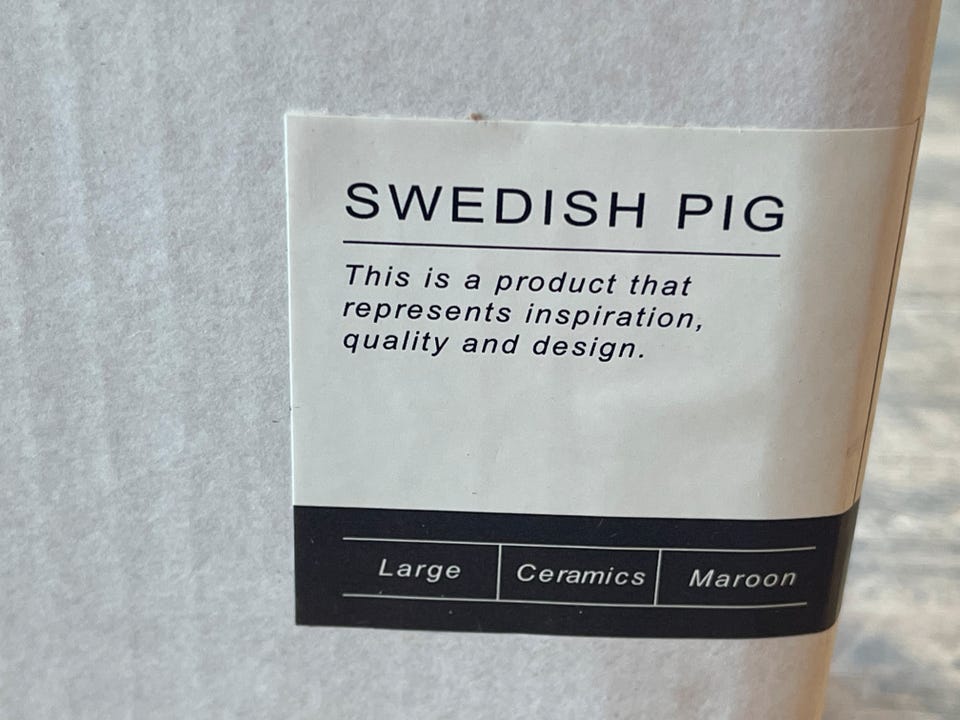 SWEDISH PIG
This is a product that
represents inspiration,
quality and design.
Large Ceramics Maroon